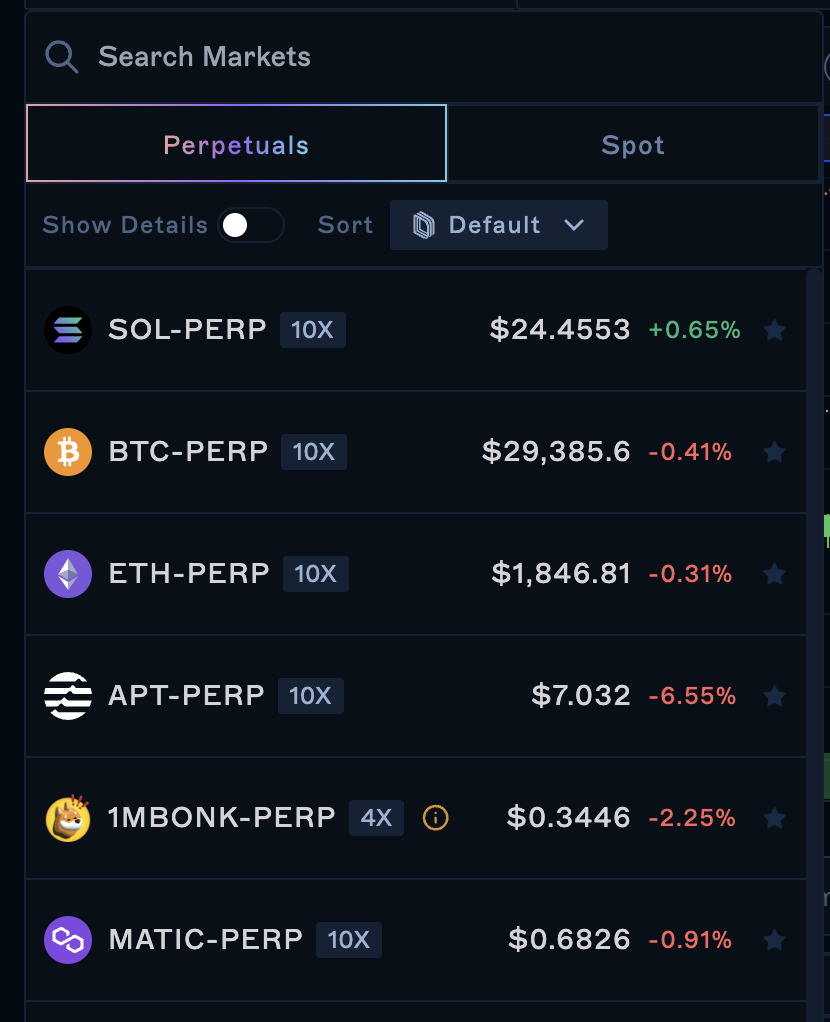 Search Markets
Perpetuals Spot
Show Details Sort Default
SOL-PERP 10X $24.4553 +0.65%
BTC-PERP 10X $29,385.6 -0.41%
ETH-PERP 10X $1,846.81 -0.31%
APT-PERP 10X $7.032 -6.55%
1MBONK-PERP 4X $0.3446 -2.25%
MATIC-PERP 10X $0.6826 -0.91%